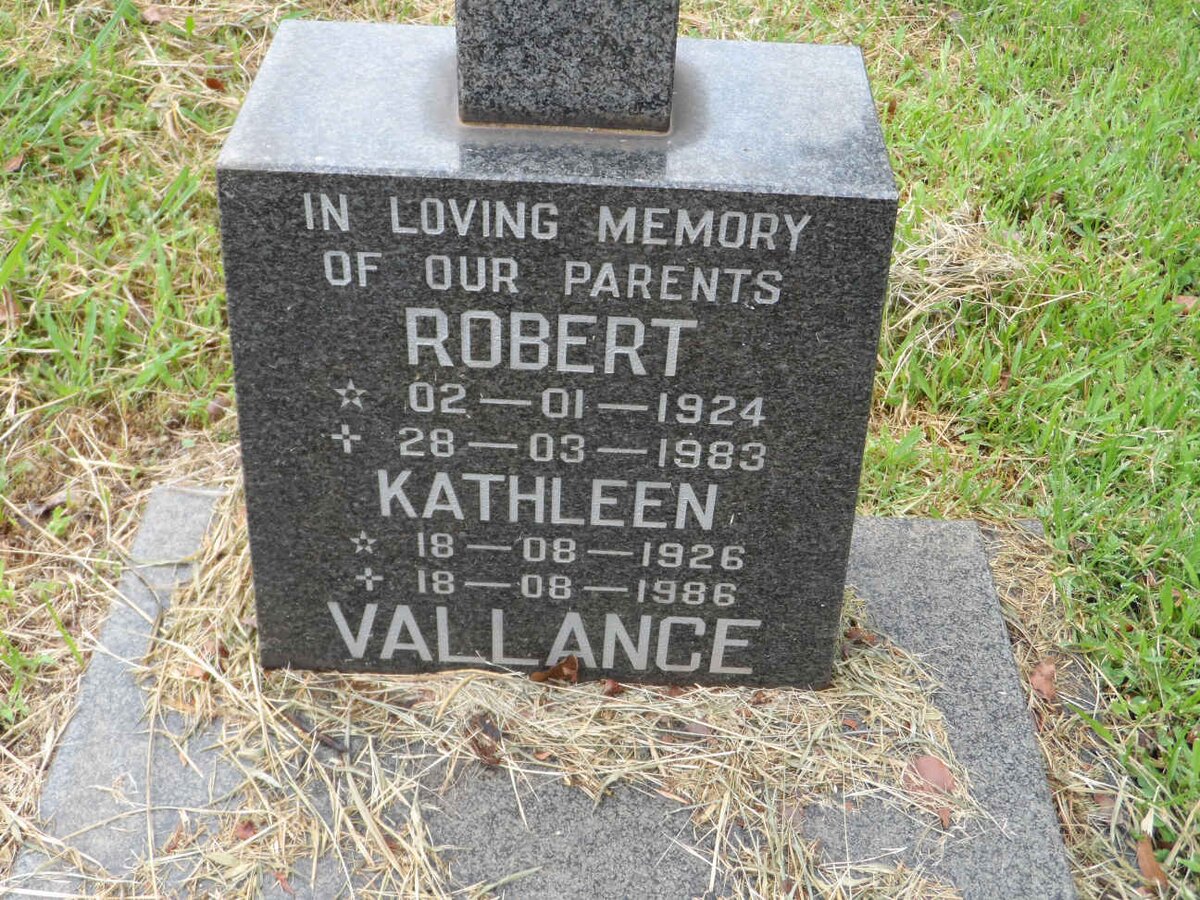 IN LOVING MEMORY
OF OUR PARENTS
ROBERT
☆ 02—01—1924
✢ 28—03—1983
KATHLEEN
☆ 18—08—1926
✢ 18—08—1986
VALLANCE